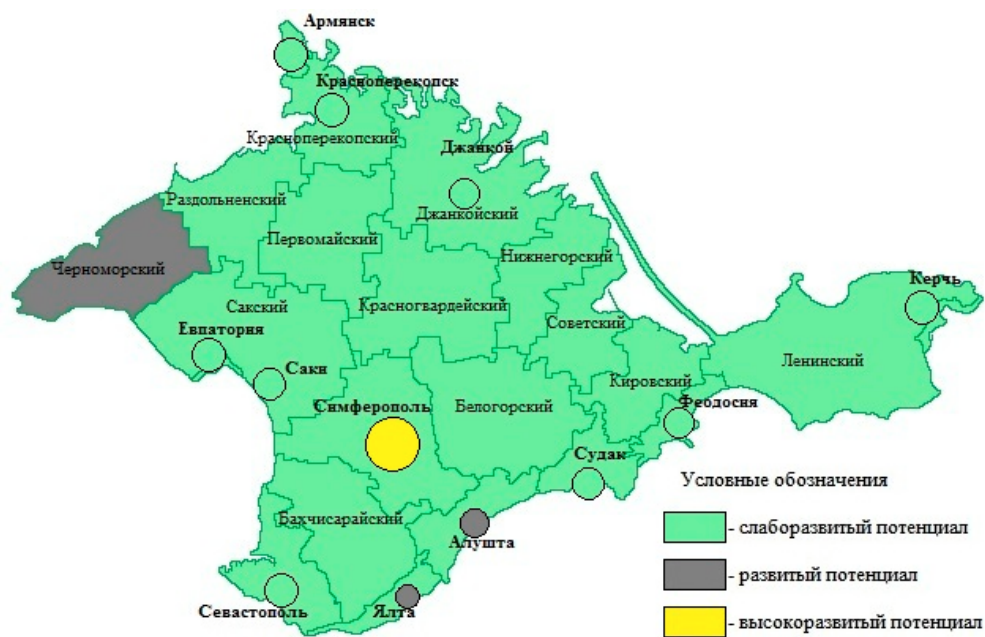 Армянск
Красноперекопск
Красноперекопский
Джанкой
Раздольненский
Джанкойский
Первомайский
Нижнегорский
Черноморский
Керчь
Сакский
Красногвардейский
Советский
Евпатория
Ленинский
Саки
Кировский
Симферополь
Белогорский
Феодосия
Судак
Условные обозначения
Бахчисарайский
- слаборазвитый потенциал
Алушта
- развитый потенциал
Севастополь
Ялта
- высокоразвитый потенциал